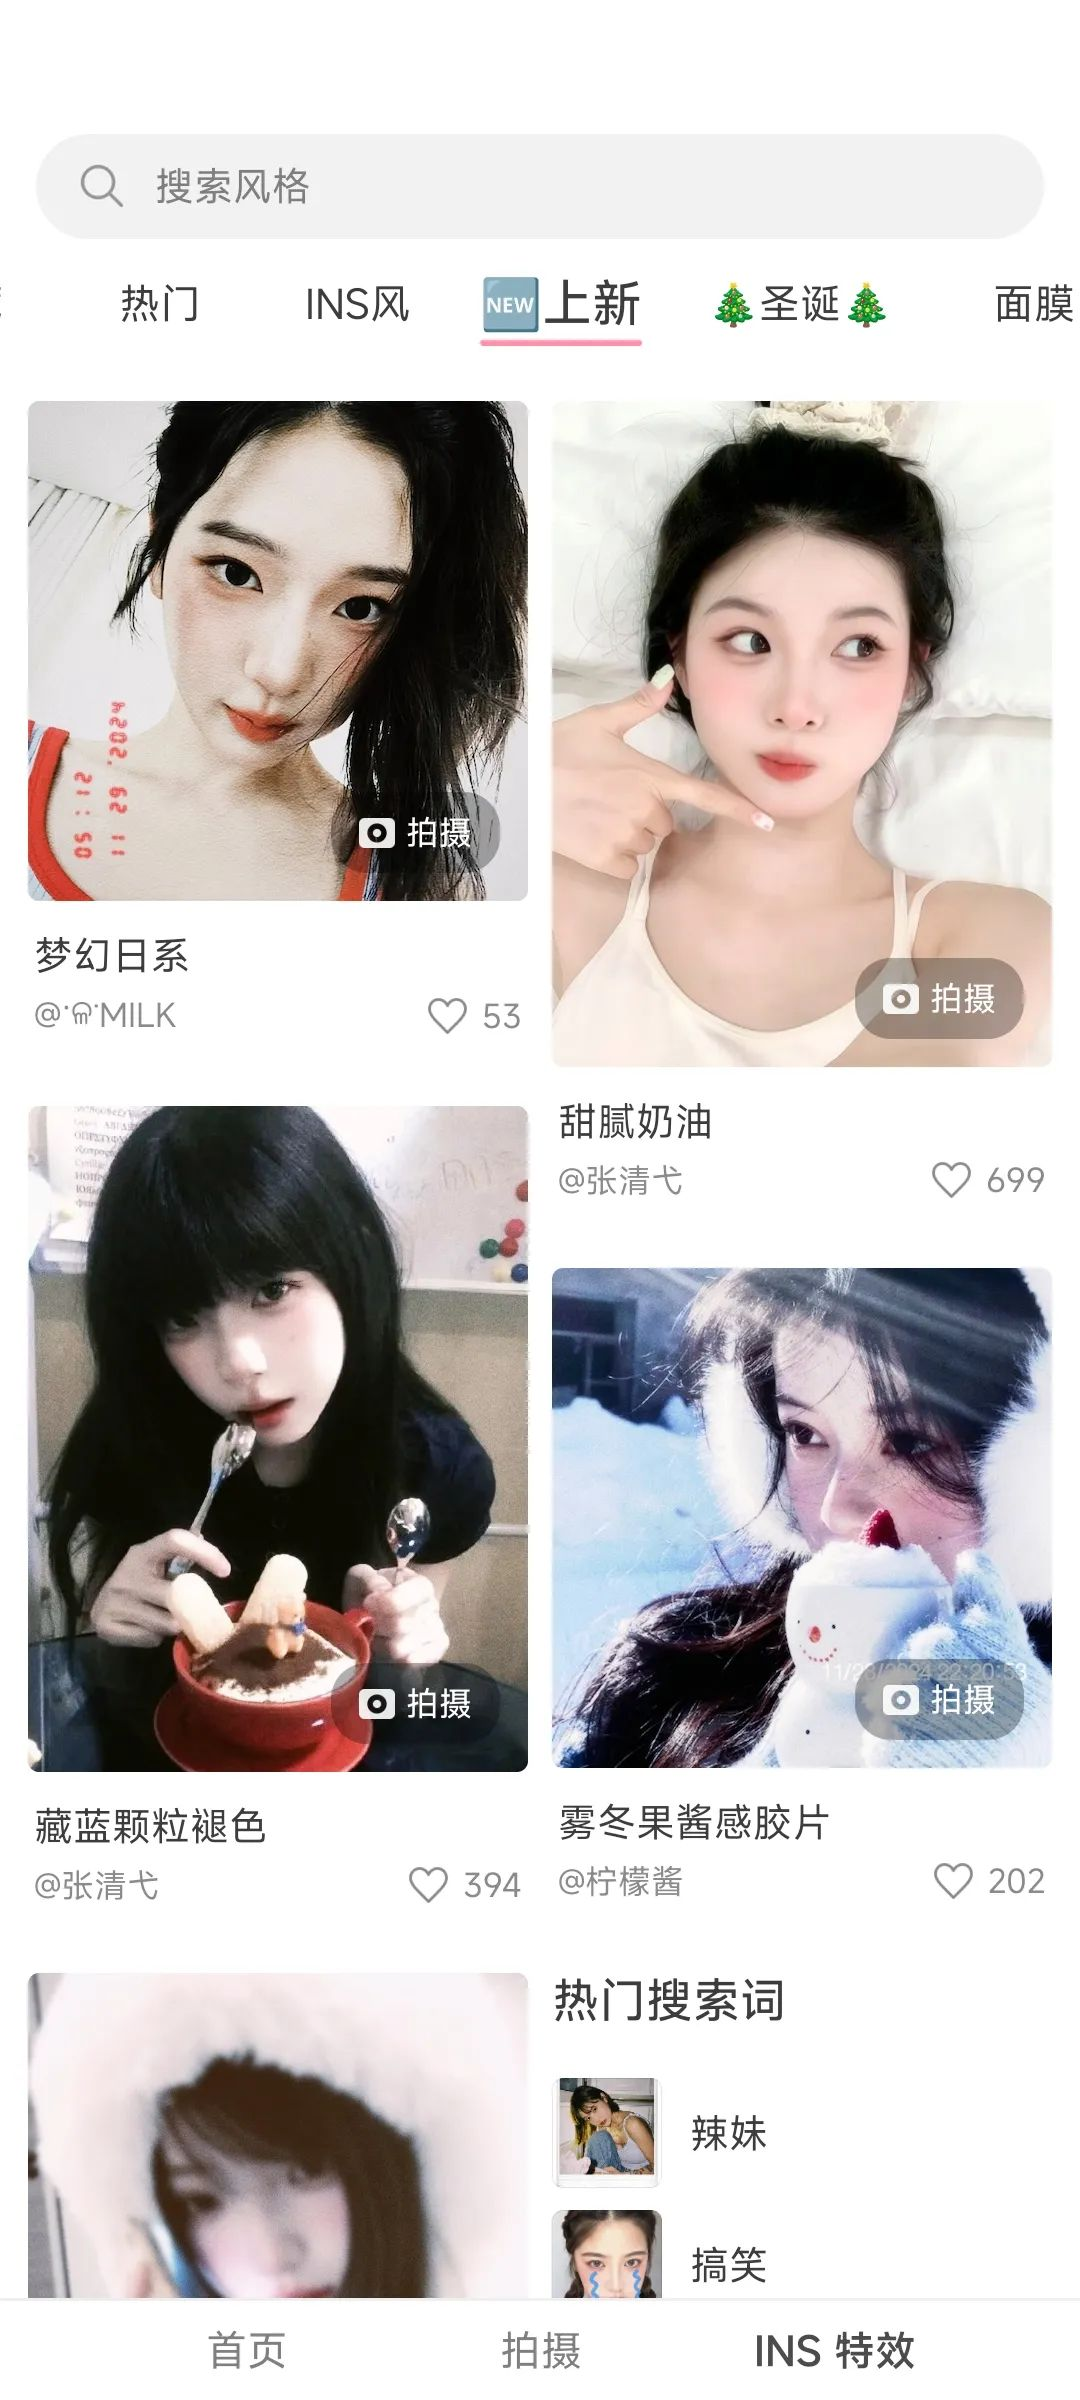 搜索风格
热门
INS风
NEW上新
🎄圣诞🎄
面膜
2024
11 29
05:21
拍摄
梦幻日系
53
拍摄
甜腻奶油
@张清弋
699
拍摄
藏蓝颗粒褪色
@张清弋
394
拍摄
雾冬果酱感胶片
@柠檬酱
202
热门搜索词
辣妹
搞笑
首页
拍摄
INS 特效